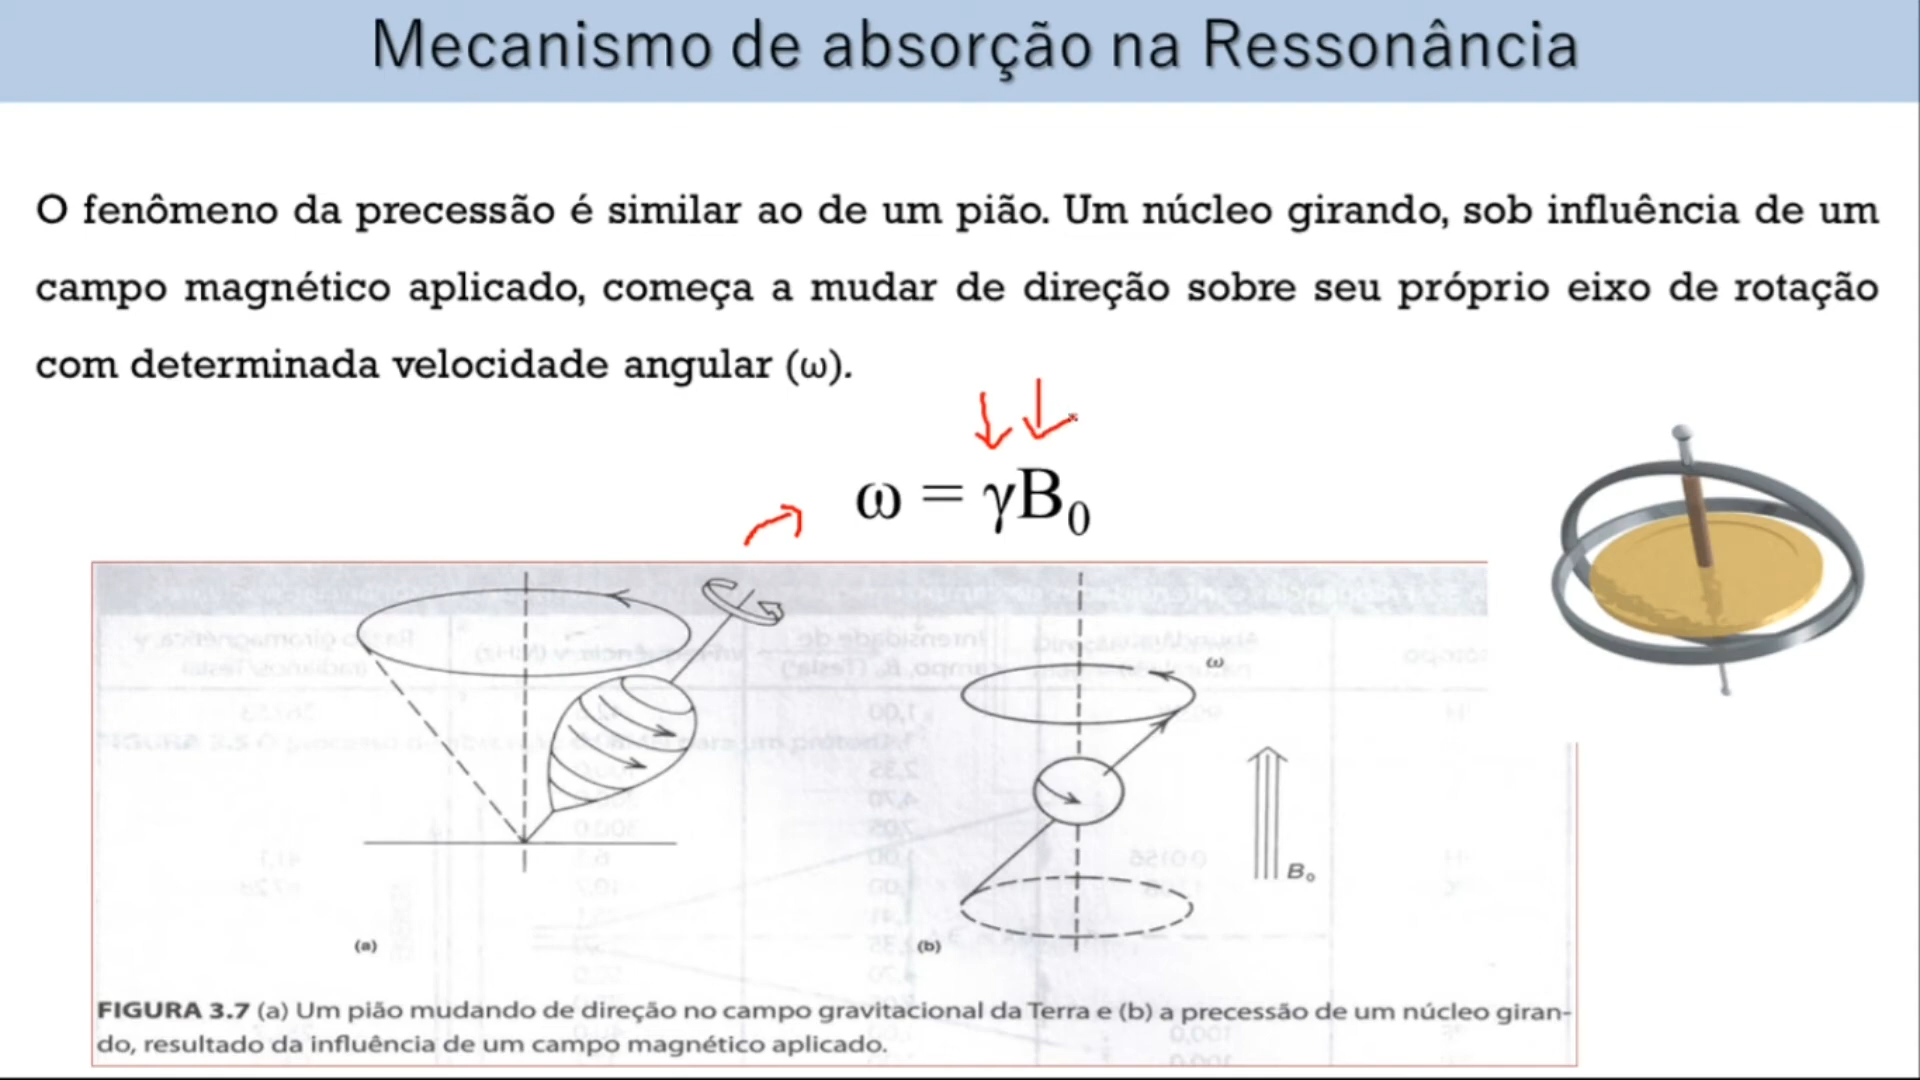 Mecanismo de absorção na Ressonância
O fenômeno da precessão é similar ao de um pião. Um núcleo girando, sob influência de um
campo magnético aplicado, começa a mudar de direção sobre seu próprio eixo de rotação
com determinada velocidade angular (ω).
ω = γB₀
ω
B₀
(a)
(b)
FIGURA 3.7 (a) Um pião mudando de direção no campo gravitacional da Terra e (b) a precessão de um núcleo giran-
do, resultado da influência de um campo magnético aplicado.